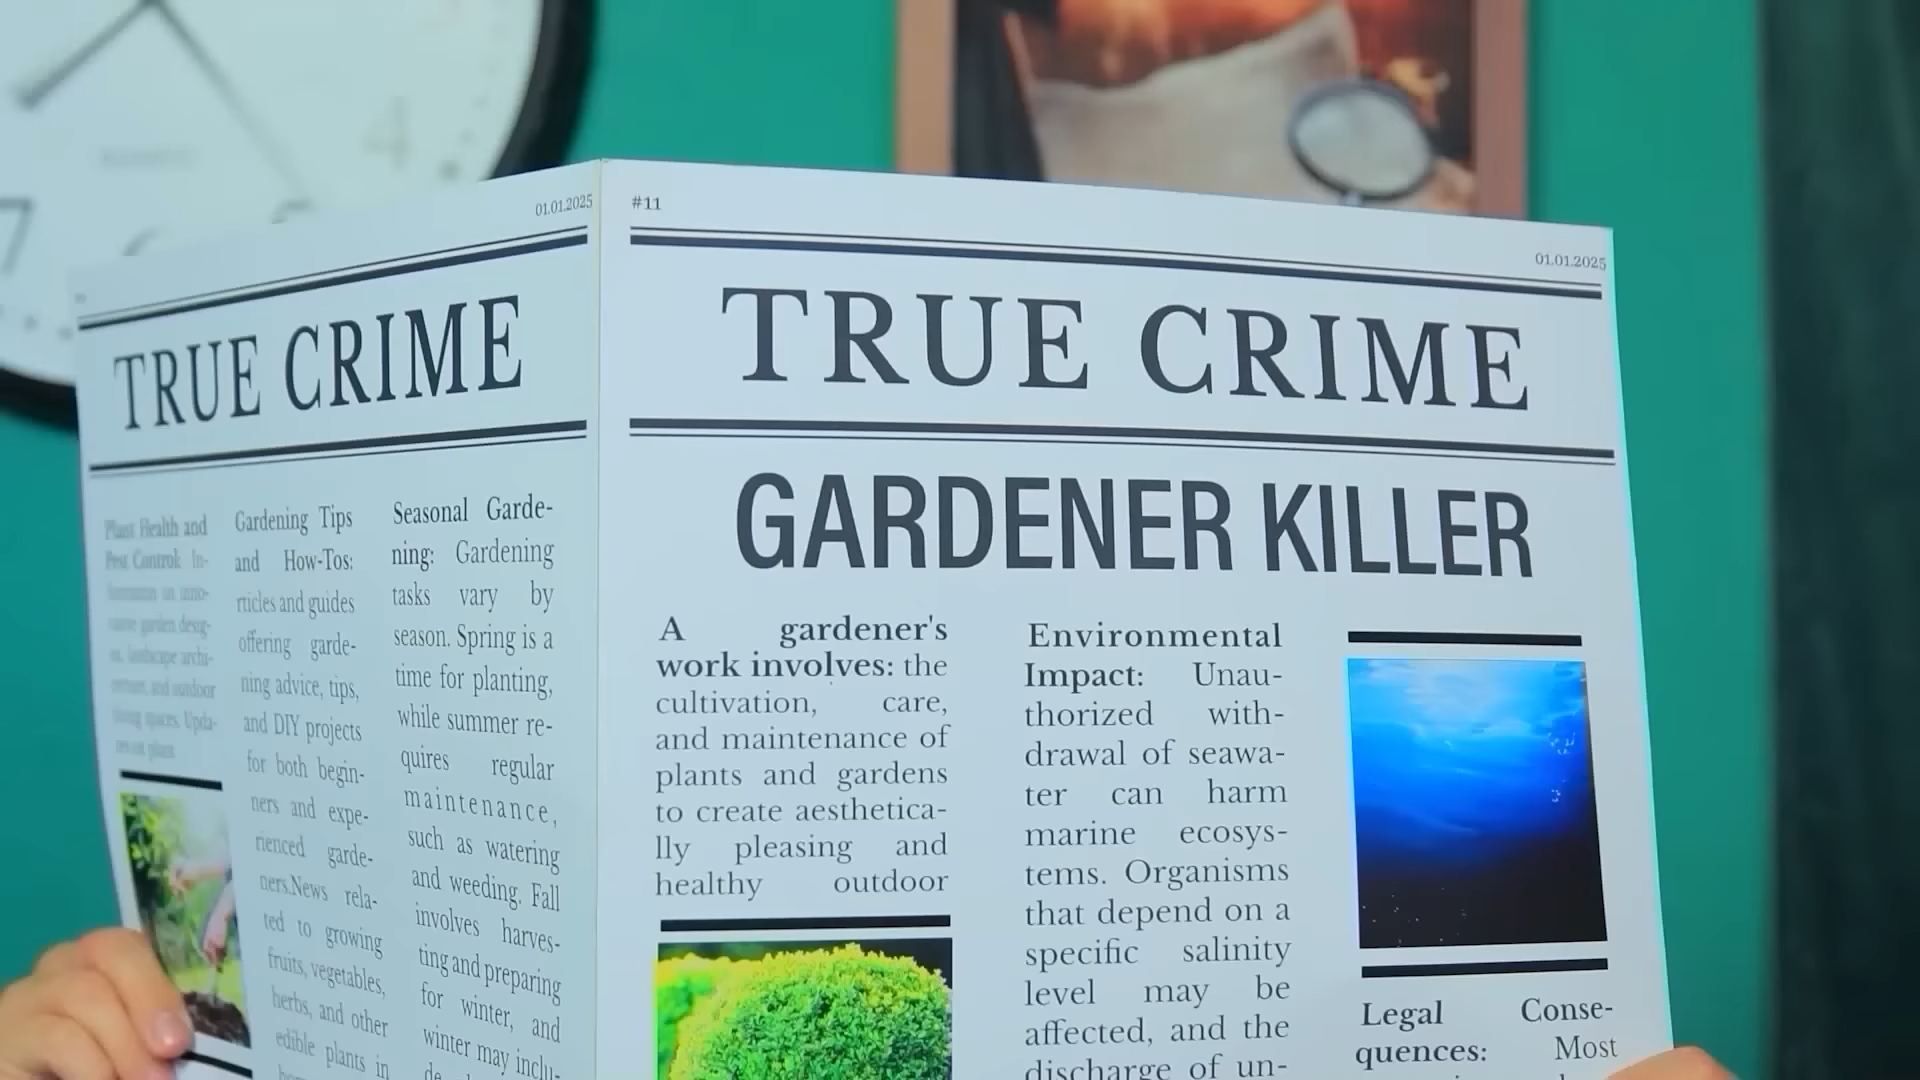 4
7
01.01.2025
TRUE CRIME
Plant Health and
Pest Control: In-
Gardening Tips
and How-Tos:
rticles and guides
offering garde-
ning advice, tips,
and DIY projects
for both begin-
ners and expe-
rienced garde-
ners.News rela-
ted to growing
fruits, vegetables,
herbs, and other
edible plants in
Seasonal Garde-
ning: Gardening
tasks vary by
season. Spring is a
time for planting,
while summer re-
quires regular
maintenance,
such as watering
and weeding. Fall
involves harves-
ting and preparing
for winter, and
winter may inclu-
#11
01.01.2025
TRUE CRIME
GARDENER KILLER
A gardener's
work involves: the
cultivation, care,
and maintenance of
plants and gardens
to create aesthetica-
lly pleasing and
healthy outdoor
Environmental
Impact: Unau-
thorized with-
drawal of seawa-
ter can harm
marine ecosys-
tems. Organisms
that depend on a
specific salinity
level may be
affected, and the
discharge of un-
Legal Conse-
quences: Most